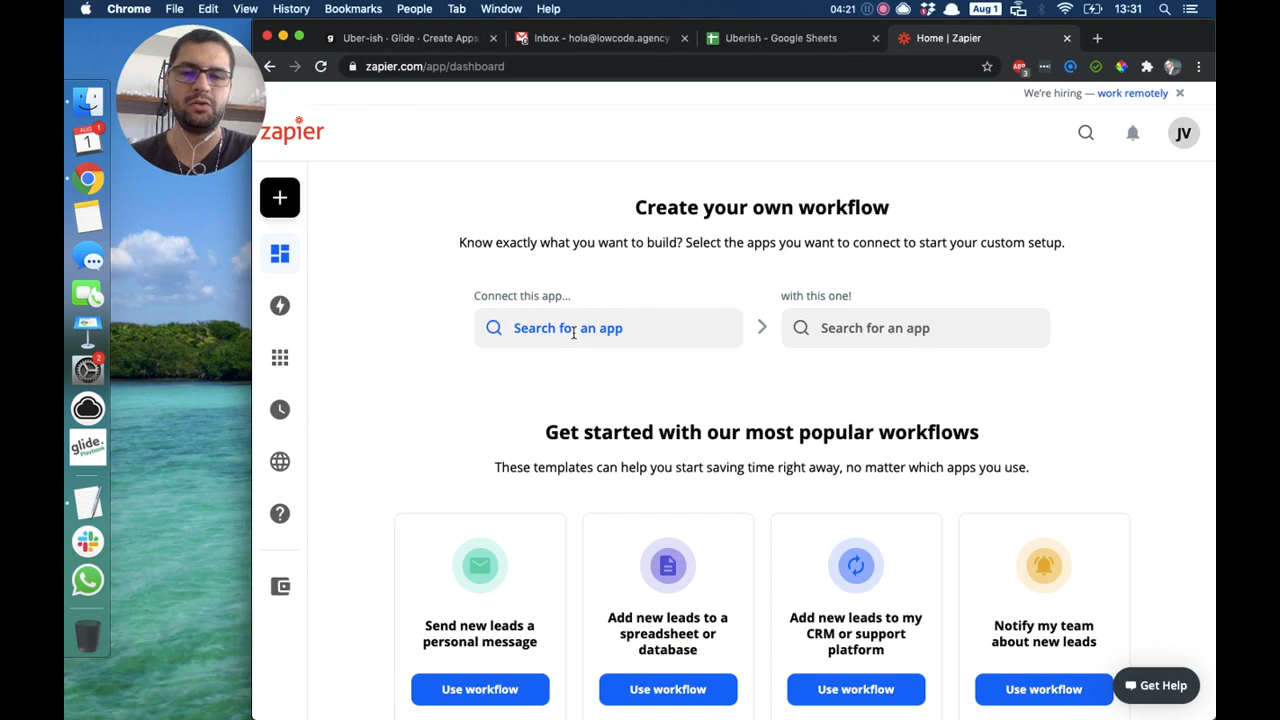 Chrome File Edit View History Bookmarks People Tab Window Help 04:21 Aug 1 13:31
Uber-ish · Glide · Create Apps Inbox - hola@lowcode.agency Uberish - Google Sheets Home | Zapier
zapier.com/app/dashboard
3
We're hiring — work remotely
zapier
JV
AUG 1
1
Create your own workflow
Know exactly what you want to build? Select the apps you want to connect to start your custom setup.
Connect this app... with this one!
Search for an app Search for an app
2
glide.
Playbook
Get started with our most popular workflows
These templates can help you start saving time right away, no matter which apps you use.
Send new leads a
personal message
Add new leads to a
spreadsheet or
database
Add new leads to my
CRM or support
platform
Notify my team
about new leads
Use workflow Use workflow Use workflow Use workflow
Get Help